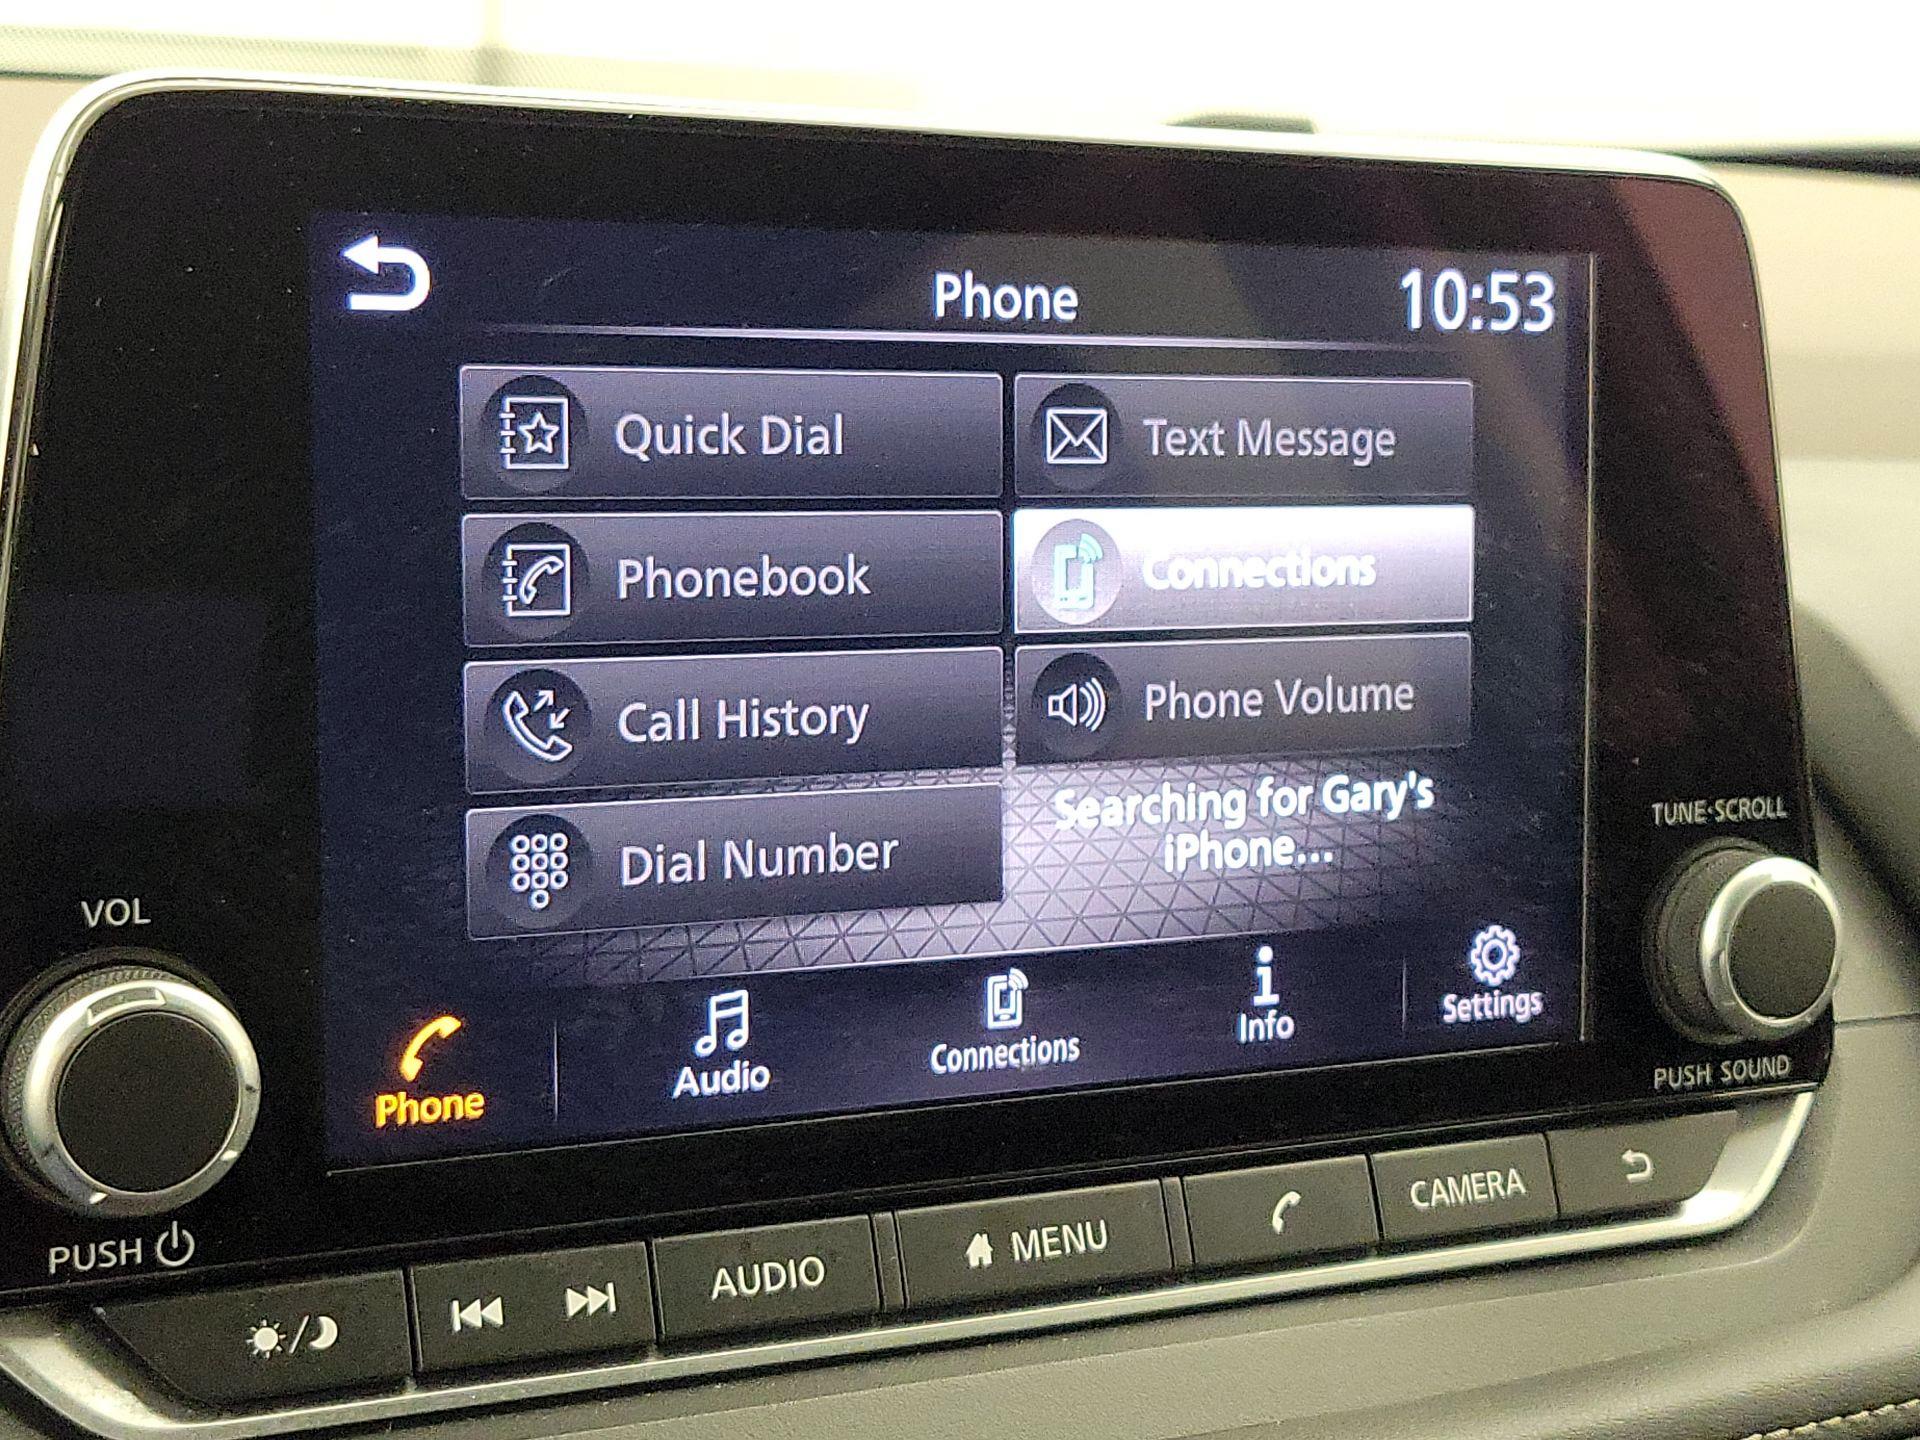 Phone
10:53
Quick Dial
Text Message
Phonebook
Connections
Call History
Phone Volume
Dial Number
Searching for Gary's
iPhone...
Phone
Audio
Connections
Info
Settings
VOL
PUSH
TUNE·SCROLL
PUSH SOUND
AUDIO
MENU
CAMERA